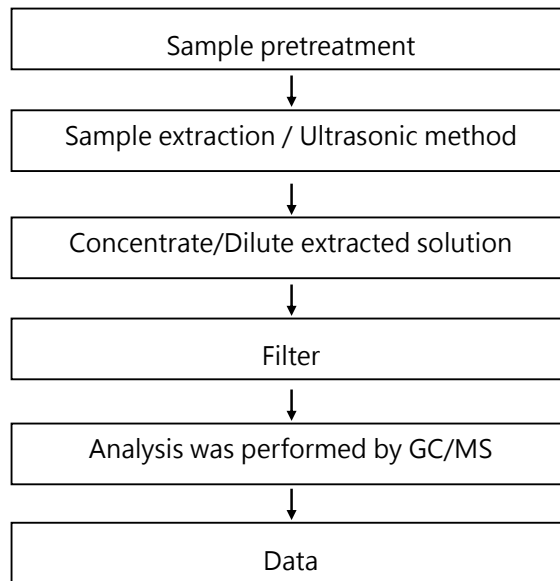 Sample pretreatment
Sample extraction / Ultrasonic method
Concentrate/Dilute extracted solution
Filter
Analysis was performed by GC/MS
Data